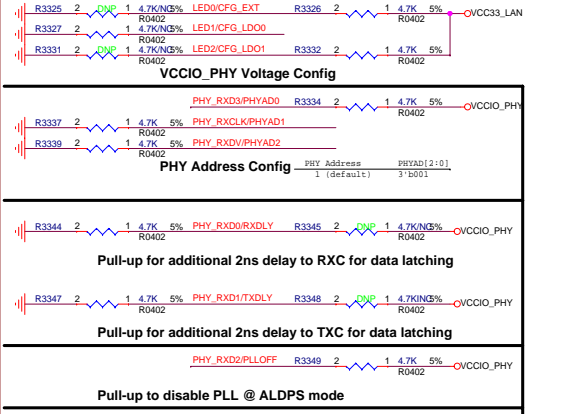 R3325 2 DNP 1 4.7K/NC 5% LED0/CFG_EXT R3326 2 1 4.7K 5% VCC33_LAN
R0402 R0402
R3327 2 1 4.7K/NC 5% LED1/CFG_LDO0
R0402
R3331 2 DNP 1 4.7K/NC 5% LED2/CFG_LDO1 R3332 2 1 4.7K 5%
R0402 R0402
VCCIO_PHY Voltage Config
PHY_RXD3/PHYAD0 R3334 2 1 4.7K 5% VCCIO_PHY
R0402
R3337 2 1 4.7K 5% PHY_RXCLK/PHYAD1
R0402
R3339 2 1 4.7K 5% PHY_RXDV/PHYAD2
R0402
PHY Address Config
PHY Address PHYAD[2:0]
1 (default) 3'b001
R3344 2 1 4.7K 5% PHY_RXD0/RXDLY R3345 2 DNP 1 4.7K/NC 5% VCCIO_PHY
R0402 R0402
Pull-up for additional 2ns delay to RXC for data latching
R3347 2 1 4.7K 5% PHY_RXD1/TXDLY R3348 2 DNP 1 4.7K/NC 5% VCCIO_PHY
R0402 R0402
Pull-up for additional 2ns delay to TXC for data latching
PHY_RXD2/PLLOFF R3349 2 1 4.7K 5% VCCIO_PHY
R0402
Pull-up to disable PLL @ ALDPS mode